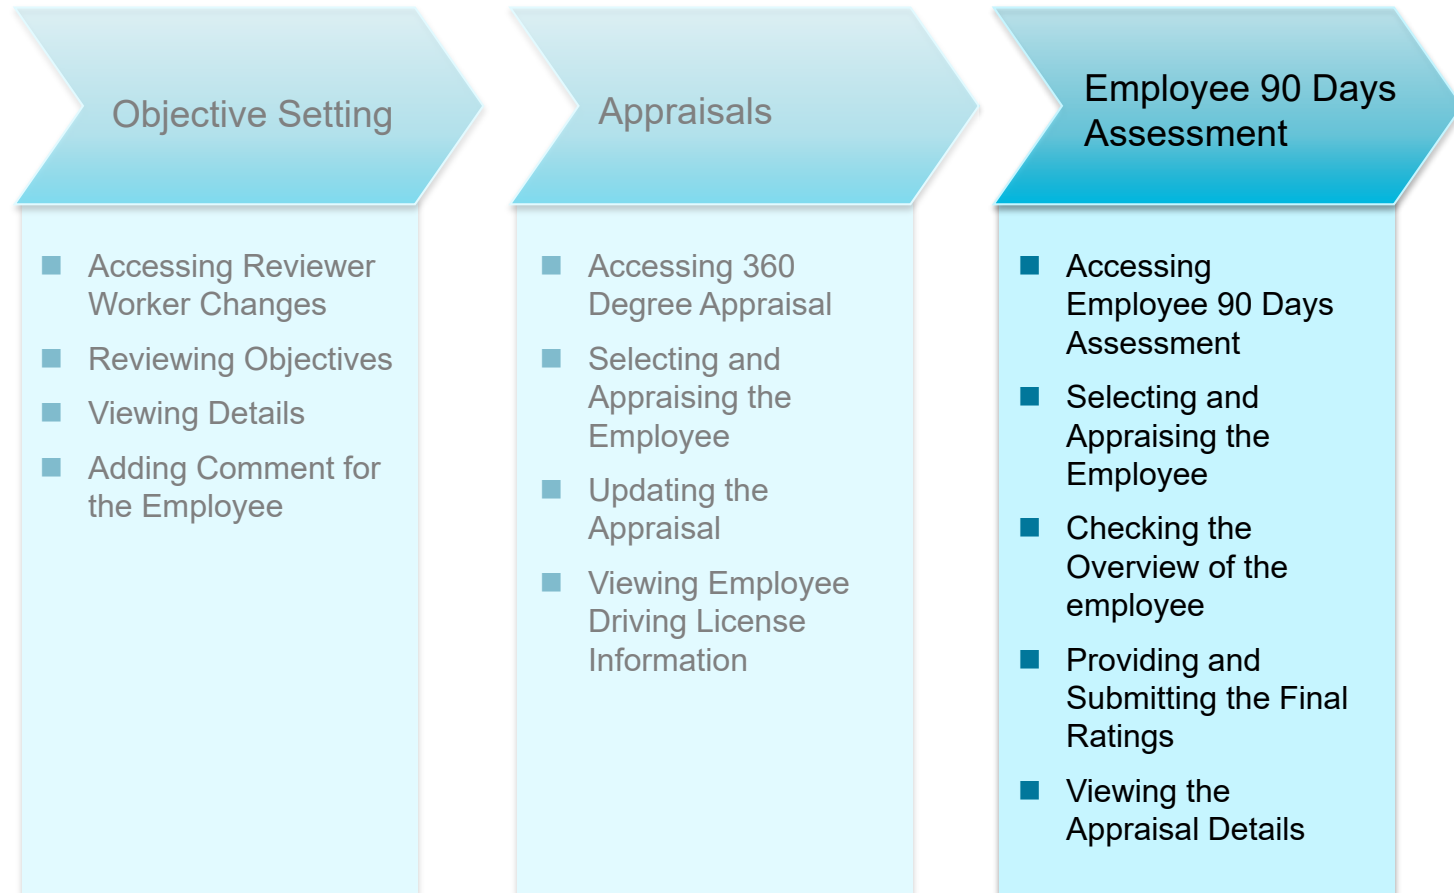 Objective Setting
Accessing Reviewer
Worker Changes
Reviewing Objectives
Viewing Details
Adding Comment for
the Employee
Appraisals
Accessing 360
Degree Appraisal
Selecting and
Appraising the
Employee
Updating the
Appraisal
Viewing Employee
Driving License
Information
Employee 90 Days
Assessment
Accessing
Employee 90 Days
Assessment
Selecting and
Appraising the
Employee
Checking the
Overview of the
employee
Providing and
Submitting the Final
Ratings
Viewing the
Appraisal Details